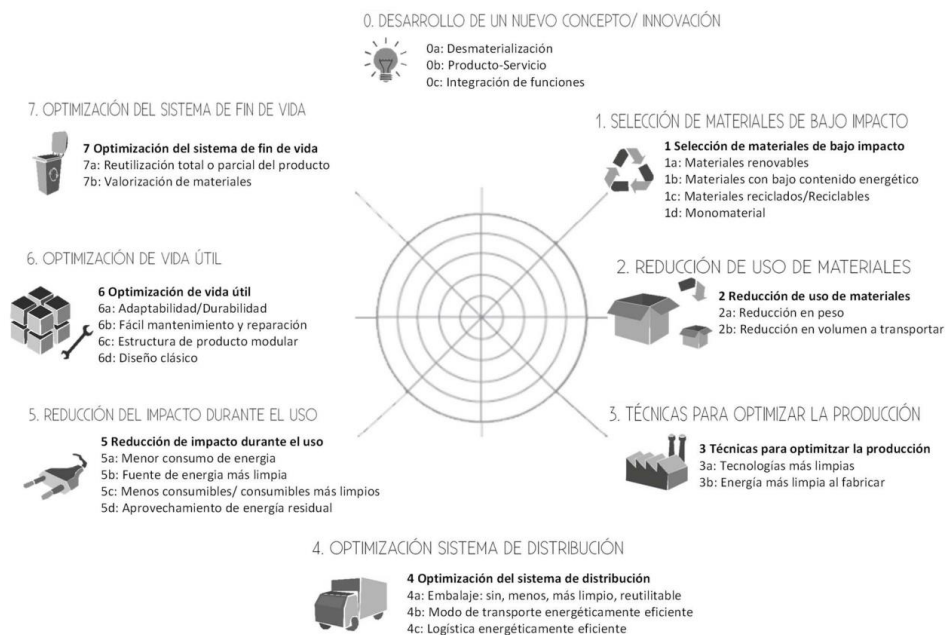 0. DESARROLLO DE UN NUEVO CONCEPTO/ INNOVACIÓN
0a: Desmaterialización
0b: Producto-Servicio
0c: Integración de funciones
1. SELECCIÓN DE MATERIALES DE BAJO IMPACTO
1 Selección de materiales de bajo impacto
1a: Materiales renovables
1b: Materiales con bajo contenido energético
1c: Materiales reciclados/Reciclables
1d: Monomaterial
2. REDUCCIÓN DE USO DE MATERIALES
2 Reducción de uso de materiales
2a: Reducción en peso
2b: Reducción en volumen a transportar
3. TÉCNICAS PARA OPTIMIZAR LA PRODUCCIÓN
3 Técnicas para optimitzar la producción
3a: Tecnologías más limpias
3b: Energía más limpia al fabricar
4. OPTIMIZACIÓN SISTEMA DE DISTRIBUCIÓN
4 Optimización del sistema de distribución
4a: Embalaje: sin, menos, más limpio, reutilitable
4b: Modo de transporte energéticamente eficiente
4c: Logística energéticamente eficiente
5. REDUCCIÓN DEL IMPACTO DURANTE EL USO
5 Reducción de impacto durante el uso
5a: Menor consumo de energia
5b: Fuente de energia más limpia
5c: Menos consumibles/ consumibles más limpios
5d: Aprovechamiento de energía residual
6. OPTIMIZACIÓN DE VIDA ÚTIL
6 Optimización de vida útil
6a: Adaptabilidad/Durabilidad
6b: Fácil mantenimiento y reparación
6c: Estructura de producto modular
6d: Diseño clásico
7. OPTIMIZACIÓN DEL SISTEMA DE FIN DE VIDA
7 Optimización del sistema de fin de vida
7a: Reutilización total o parcial del producto
7b: Valorización de materiales